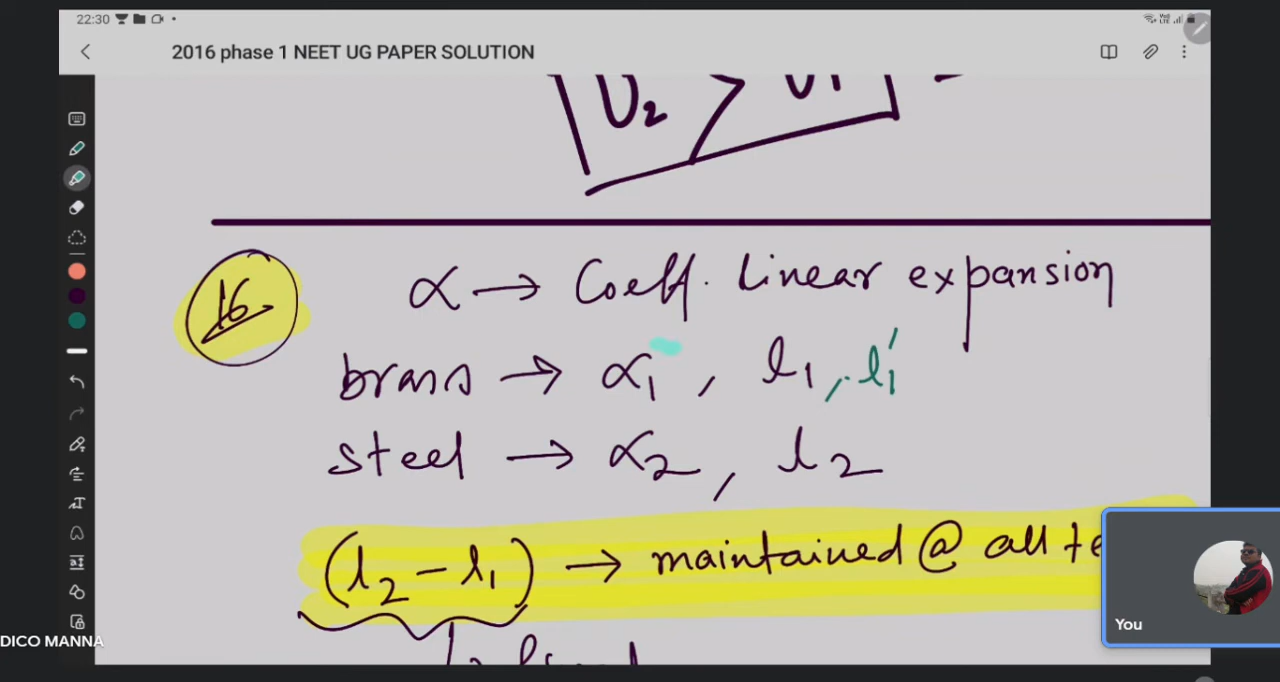 22:30
2016 phase 1 NEET UG PAPER SOLUTION
U₂ > U₁
16
α → Coeff. linear expansion
brass → α₁, l₁, l₁′
steel → α₂, l₂
(l₂ - l₁) → maintained @ all te
You
DICO MANNA